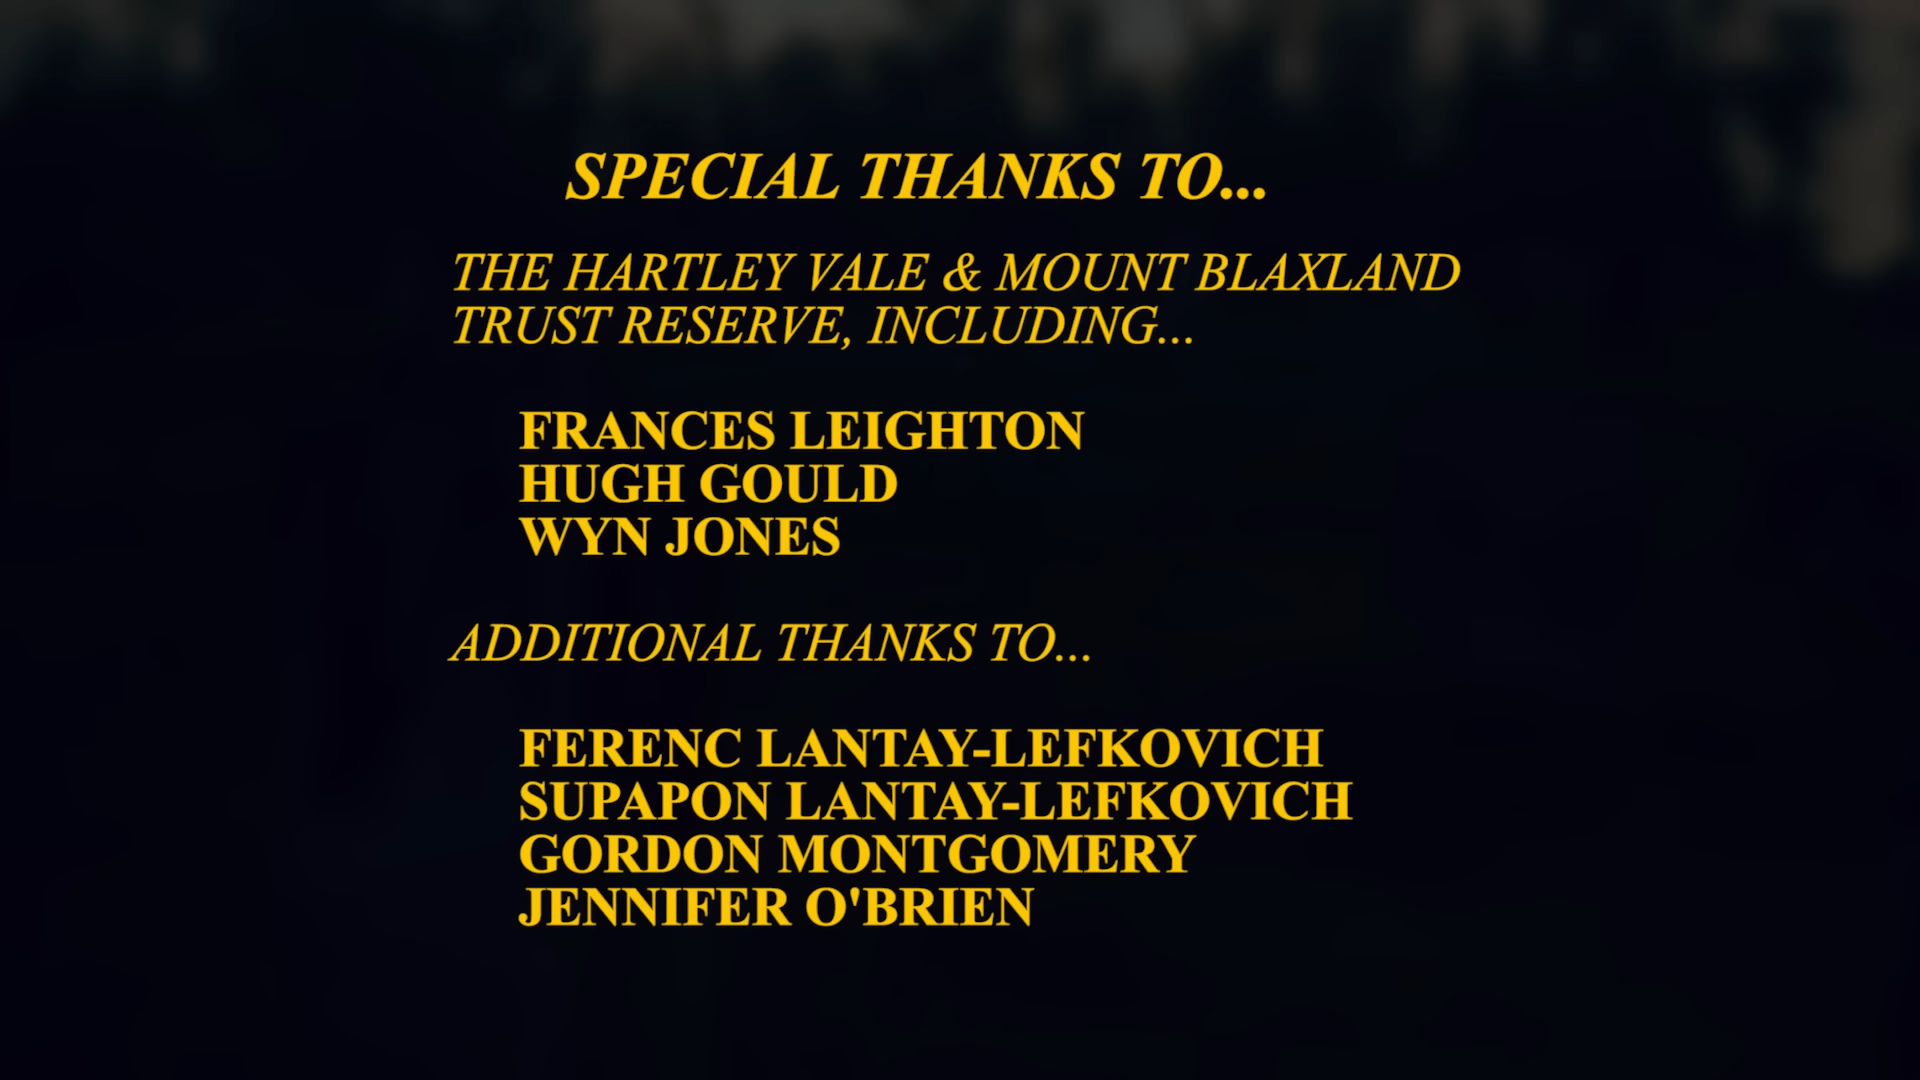 SPECIAL THANKS TO...
THE HARTLEY VALE & MOUNT BLAXLAND
TRUST RESERVE, INCLUDING...
FRANCES LEIGHTON
HUGH GOULD
WYN JONES
ADDITIONAL THANKS TO...
FERENC LANTAY-LEFKOVICH
SUPAPON LANTAY-LEFKOVICH
GORDON MONTGOMERY
JENNIFER O'BRIEN